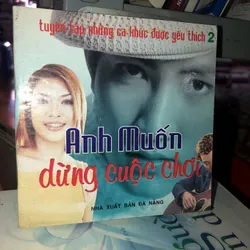 tuyển tập những ca khúc được yêu thích 2
Anh Muốn
dừng cuộc chơi
NHÀ XUẤT BẢN ĐÀ NẴNG